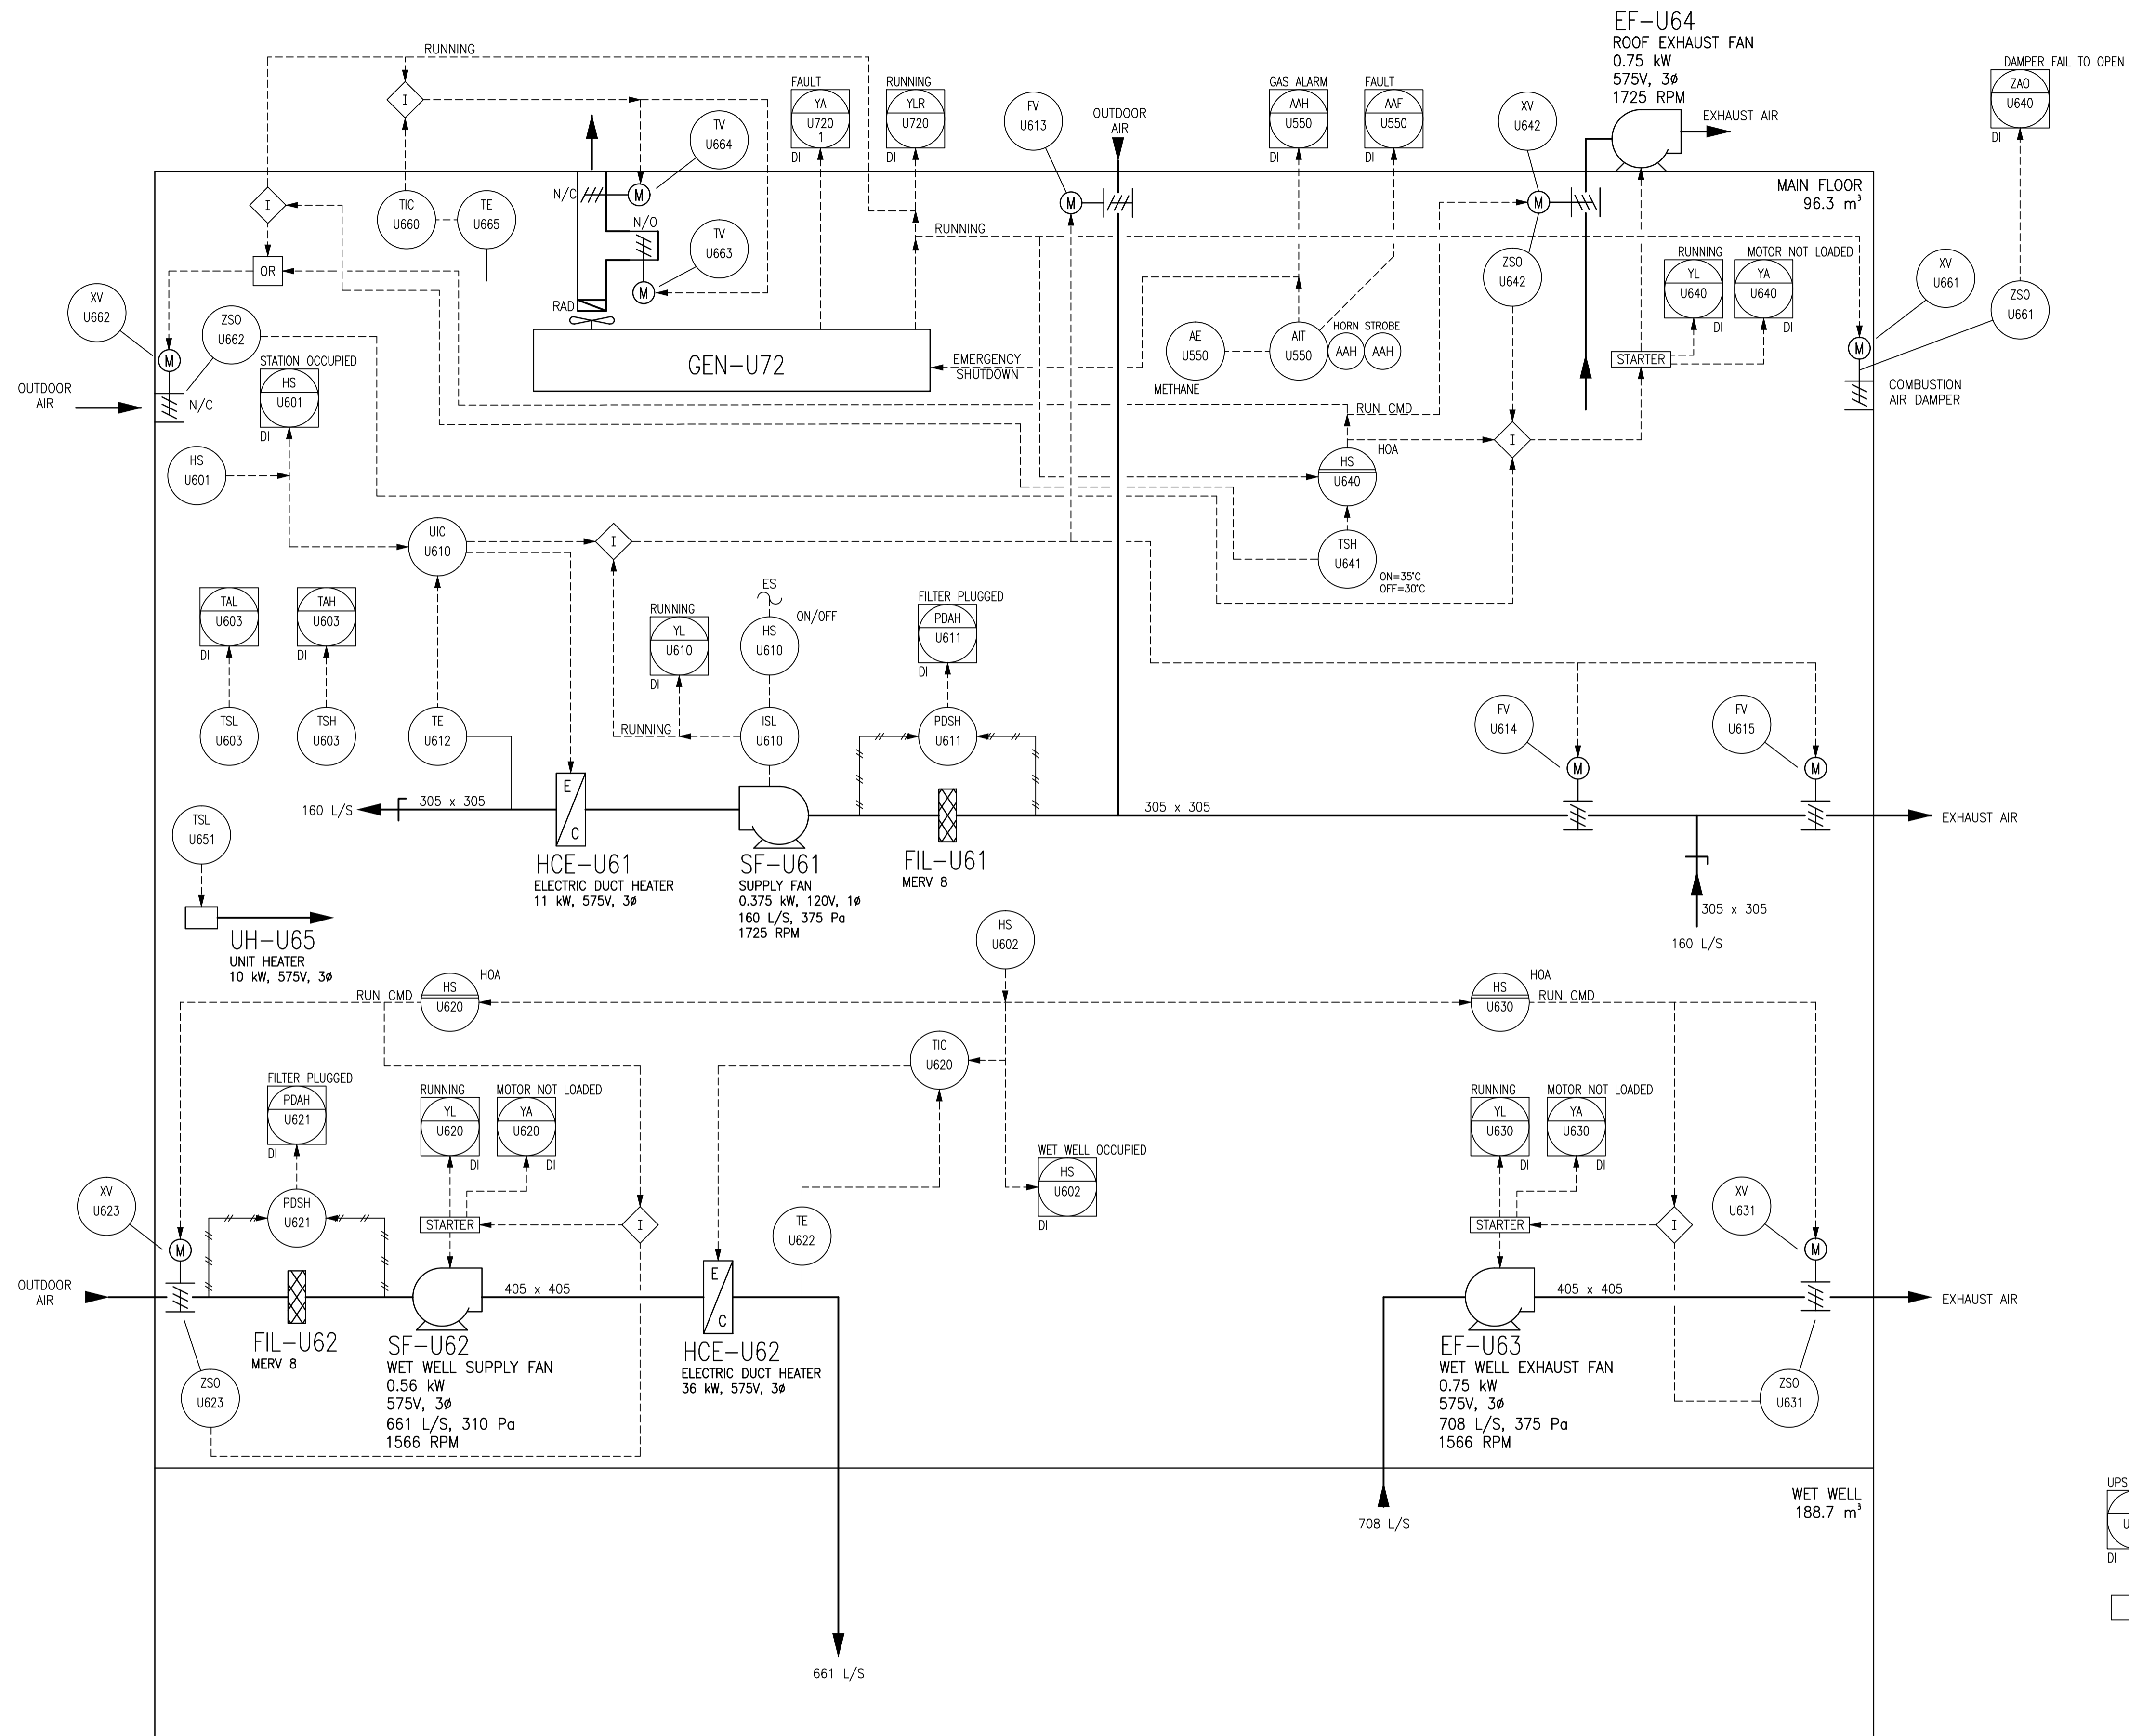 EF-U64
ROOF EXHAUST FAN
0.75 kW
575V, 3ø
1725 RPM
EXHAUST AIR
DAMPER FAIL TO OPEN
ZAO
U640
DI
RUNNING
I
FAULT
YA
U720
1
DI
RUNNING
YLR
U720
DI
TV
U664
FV
U613
OUTDOOR
AIR
GAS ALARM
AAH
U550
DI
FAULT
AAF
U550
DI
XV
U642
MAIN FLOOR
96.3 m³
I
TIC
U660
TE
U665
N/C
M
N/O
TV
U663
M
M
M
RUNNING
ZSO
U642
RUNNING
YL
U640
DI
MOTOR NOT LOADED
YA
U640
DI
XV
U661
ZSO
U661
OR
XV
U662
ZSO
U662
M
RAD
GEN-U72
EMERGENCY
SHUTDOWN
AE
U550
METHANE
AIT
U550
HORN STROBE
AAH
AAH
STARTER
M
COMBUSTION
AIR DAMPER
OUTDOOR
AIR
N/C
STATION OCCUPIED
HS
U601
DI
HS
U601
RUN CMD
HOA
HS
U640
I
TSH
U641
ON=35°C
OFF=30°C
UIC
U610
I
TAL
U603
DI
TAH
U603
DI
RUNNING
YL
U610
DI
ES
ON/OFF
HS
U610
FILTER PLUGGED
PDAH
U611
DI
TSL
U603
TSH
U603
TE
U612
RUNNING
ISL
U610
PDSH
U611
FV
U614
FV
U615
M
M
160 L/S
305 x 305
E
C
305 x 305
EXHAUST AIR
TSL
U651
HCE-U61
ELECTRIC DUCT HEATER
11 kW, 575V, 3ø
SF-U61
SUPPLY FAN
0.375 kW, 120V, 1ø
160 L/S, 375 Pa
1725 RPM
FIL-U61
MERV 8
305 x 305
160 L/S
UH-U65
UNIT HEATER
10 kW, 575V, 3ø
HS
U602
RUN CMD
HS
U620
HOA
HS
U630
HOA
RUN CMD
TIC
U620
FILTER PLUGGED
PDAH
U621
DI
RUNNING
YL
U620
DI
MOTOR NOT LOADED
YA
U620
DI
WET WELL OCCUPIED
HS
U602
DI
RUNNING
YL
U630
DI
MOTOR NOT LOADED
YA
U630
DI
XV
U623
PDSH
U621
STARTER
I
TE
U622
STARTER
I
XV
U631
M
M
OUTDOOR
AIR
405 x 405
E
C
405 x 405
EXHAUST AIR
FIL-U62
MERV 8
SF-U62
WET WELL SUPPLY FAN
0.56 kW
575V, 3ø
661 L/S, 310 Pa
1566 RPM
HCE-U62
ELECTRIC DUCT HEATER
36 kW, 575V, 3ø
EF-U63
WET WELL EXHAUST FAN
0.75 kW
575V, 3ø
708 L/S, 375 Pa
1566 RPM
ZSO
U623
ZSO
U631
WET WELL
188.7 m³
708 L/S
UPS
U
DI
661 L/S